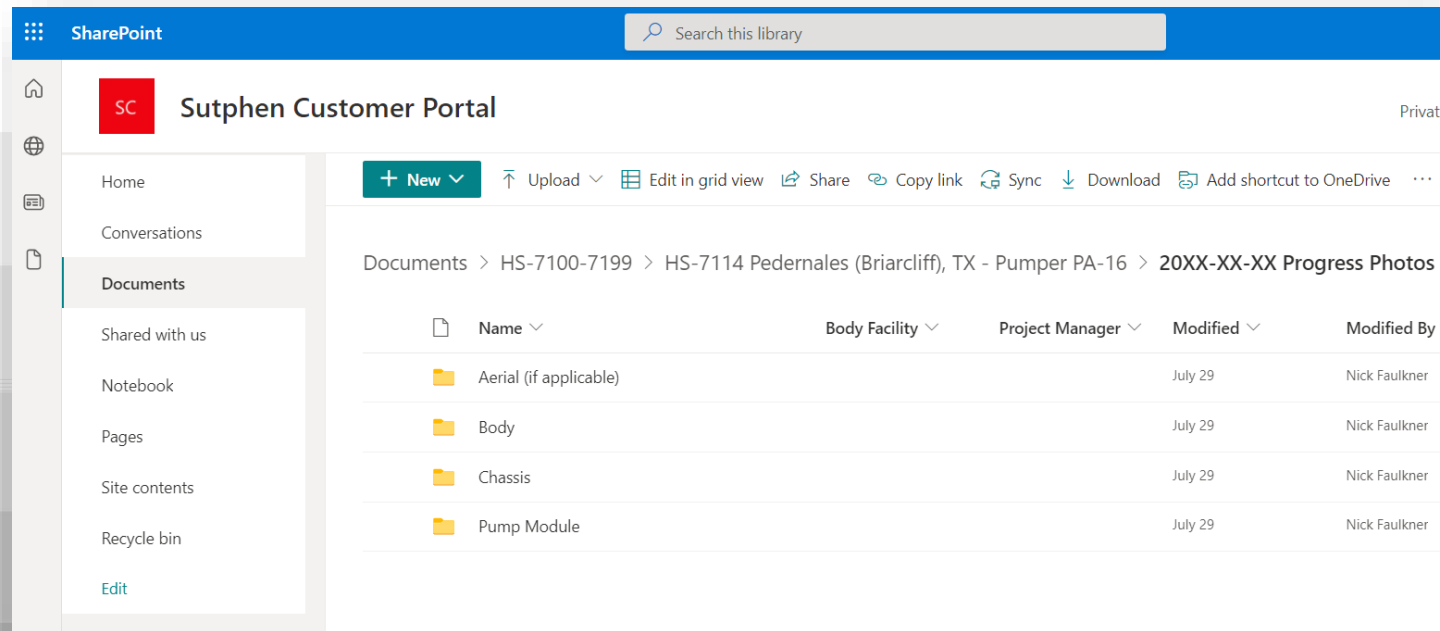 SharePoint
Search this library
SC
Sutphen Customer Portal
Privat
Home
Conversations
Documents
Shared with us
Notebook
Pages
Site contents
Recycle bin
Edit
New
Upload
Edit in grid view
Share
Copy link
Sync
Download
Add shortcut to OneDrive
Documents > HS-7100-7199 > HS-7114 Pedernales (Briarcliff), TX - Pumper PA-16 > 20XX-XX-XX Progress Photos
Name Body Facility Project Manager Modified Modified By
Aerial (if applicable) July 29 Nick Faulkner
Body July 29 Nick Faulkner
Chassis July 29 Nick Faulkner
Pump Module July 29 Nick Faulkner